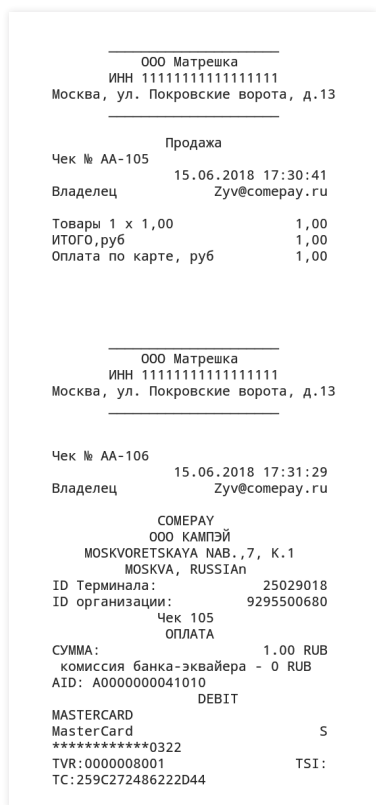 ООО Матрешка
ИНН 11111111111111111
Москва, ул. Покровские ворота, д.13
Продажа
Чек № АА-105
15.06.2018 17:30:41
Владелец Zyv@comepay.ru
Товары 1 x 1,00 1,00
ИТОГО,руб 1,00
Оплата по карте, руб 1,00
ООО Матрешка
ИНН 11111111111111111
Москва, ул. Покровские ворота, д.13
Чек № АА-106
15.06.2018 17:31:29
Владелец Zyv@comepay.ru
COMEPAY
ООО КАМПЭЙ
MOSKVORETSKAYA NAB.,7, K.1
MOSKVA, RUSSIAn
ID Терминала: 25029018
ID организации: 9295500680
Чек 105
ОПЛАТА
СУММА: 1.00 RUB
комиссия банка-эквайера - 0 RUB
AID: A0000000041010
DEBIT
MASTERCARD
MasterCard S
************0322
TVR:0000008001 TSI:
TC:259C272486222D44